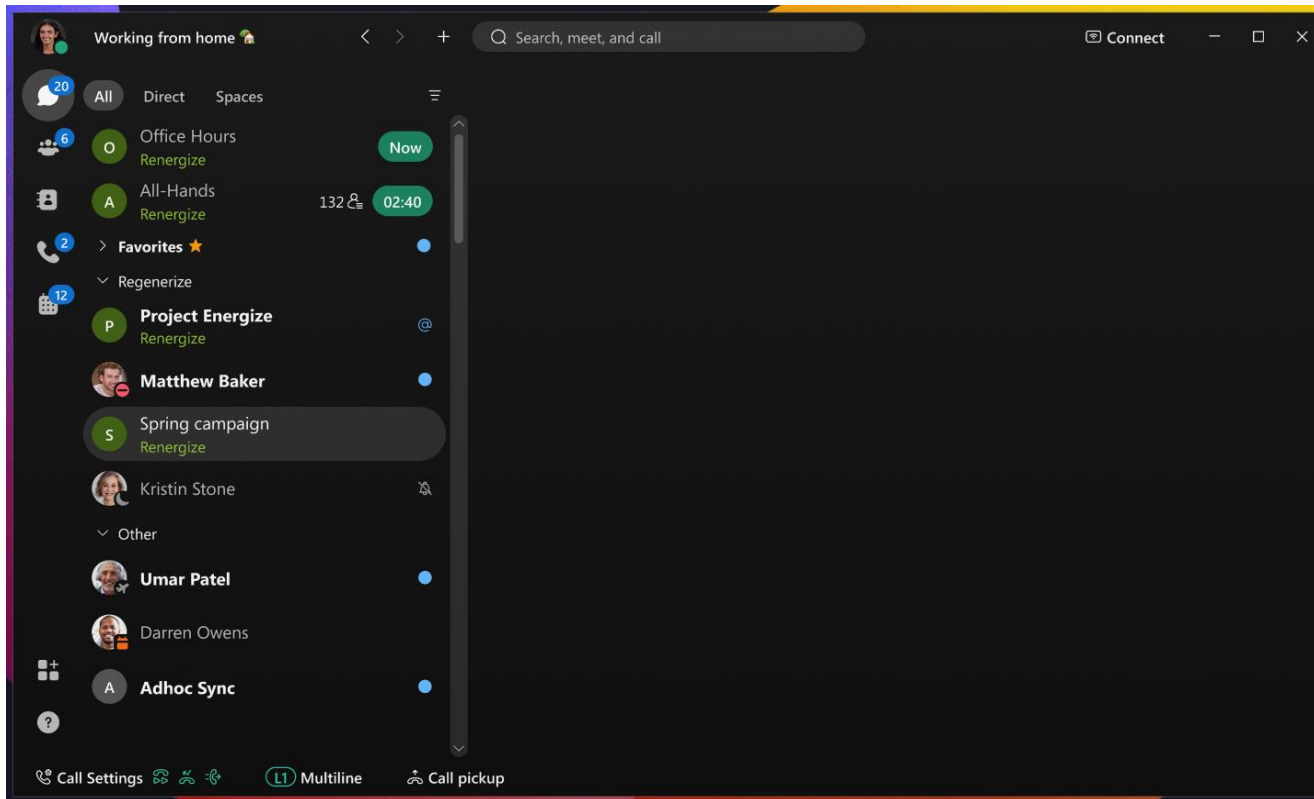 Working from home
Search, meet, and call
Connect
20
All Direct Spaces
6
O Office Hours
Renergize
Now
A All-Hands
Renergize
132 02:40
2
Favorites
Regenerize
12
P Project Energize
Renergize
@
Matthew Baker
S Spring campaign
Renergize
Kristin Stone
Other
Umar Patel
Darren Owens
A Adhoc Sync
?
Call Settings L1 Multiline Call pickup